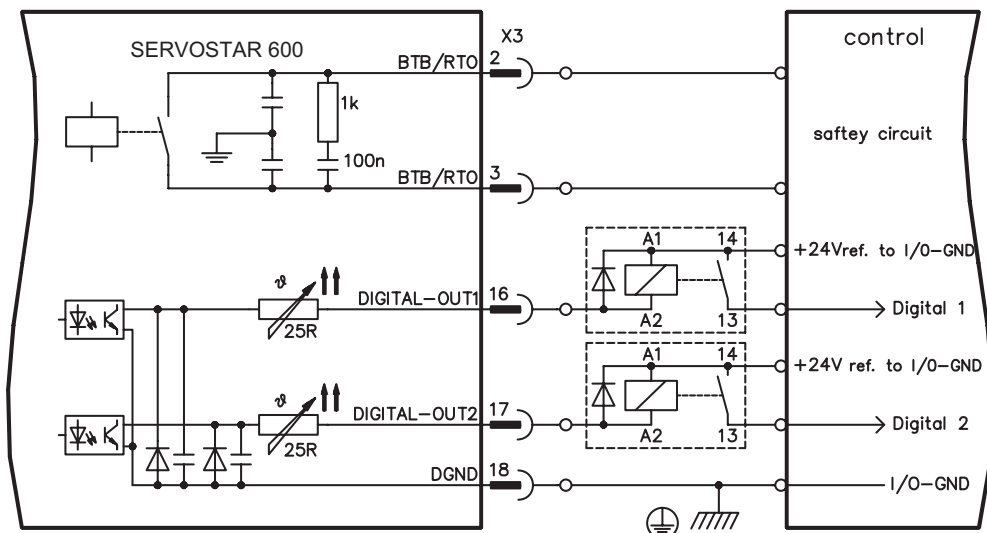 X3
control
SERVOSTAR 600
BTB/RTO
2
1k
saftey circuit
100n
BTB/RTO
3
A1
14
+24Vref. to I/O-GND
ϑ
DIGITAL-OUT1
16
Digital 1
25R
A2
13
A1
14
+24V ref. to I/O-GND
ϑ
DIGITAL-OUT2
17
Digital 2
25R
A2
13
DGND
18
I/O-GND